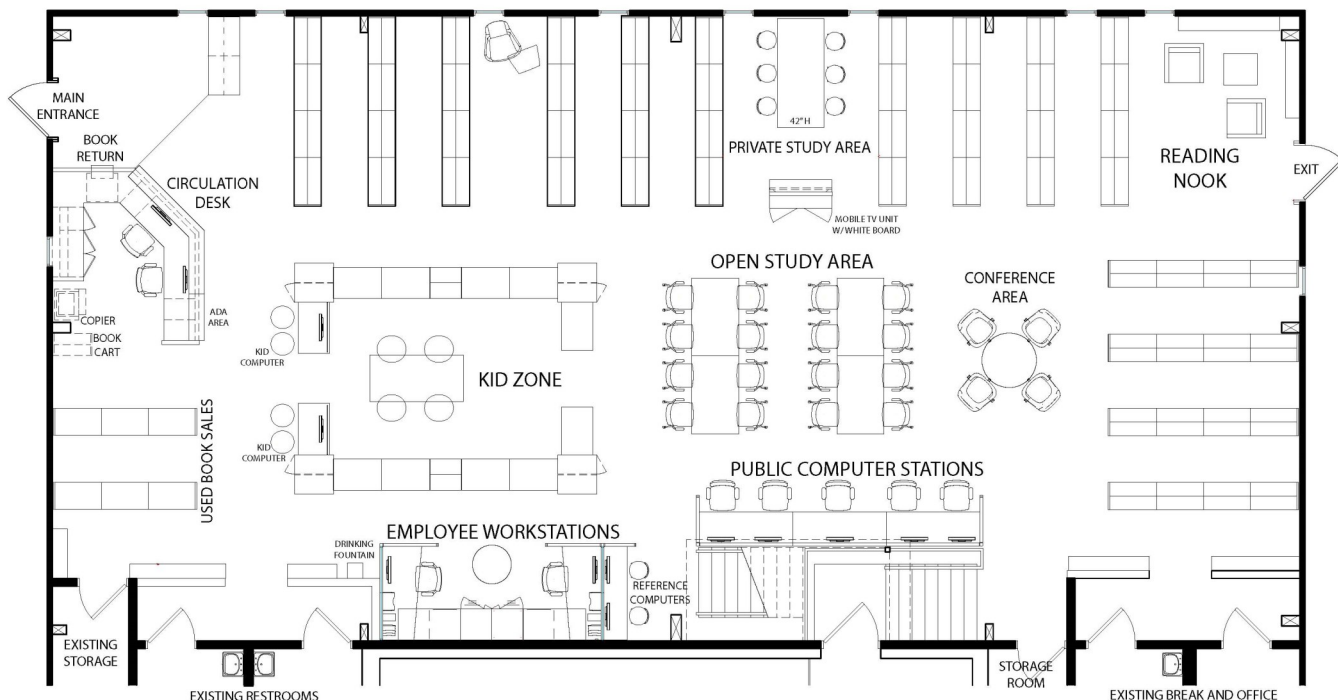 MAIN
ENTRANCE
BOOK
RETURN
CIRCULATION
DESK
42"H
PRIVATE STUDY AREA
MOBILE TV UNIT
W/WHITE BOARD
READING
NOOK
EXIT
COPIER
BOOK
CART
ADA
AREA
KID
COMPUTER
KID ZONE
KID
COMPUTER
OPEN STUDY AREA
CONFERENCE
AREA
USED BOOK SALES
PUBLIC COMPUTER STATIONS
EMPLOYEE WORKSTATIONS
DRINKING
FOUNTAIN
REFERENCE
COMPUTERS
EXISTING
STORAGE
EXISTING RESTROOMS
STORAGE
ROOM
EXISTING BREAK AND OFFICE